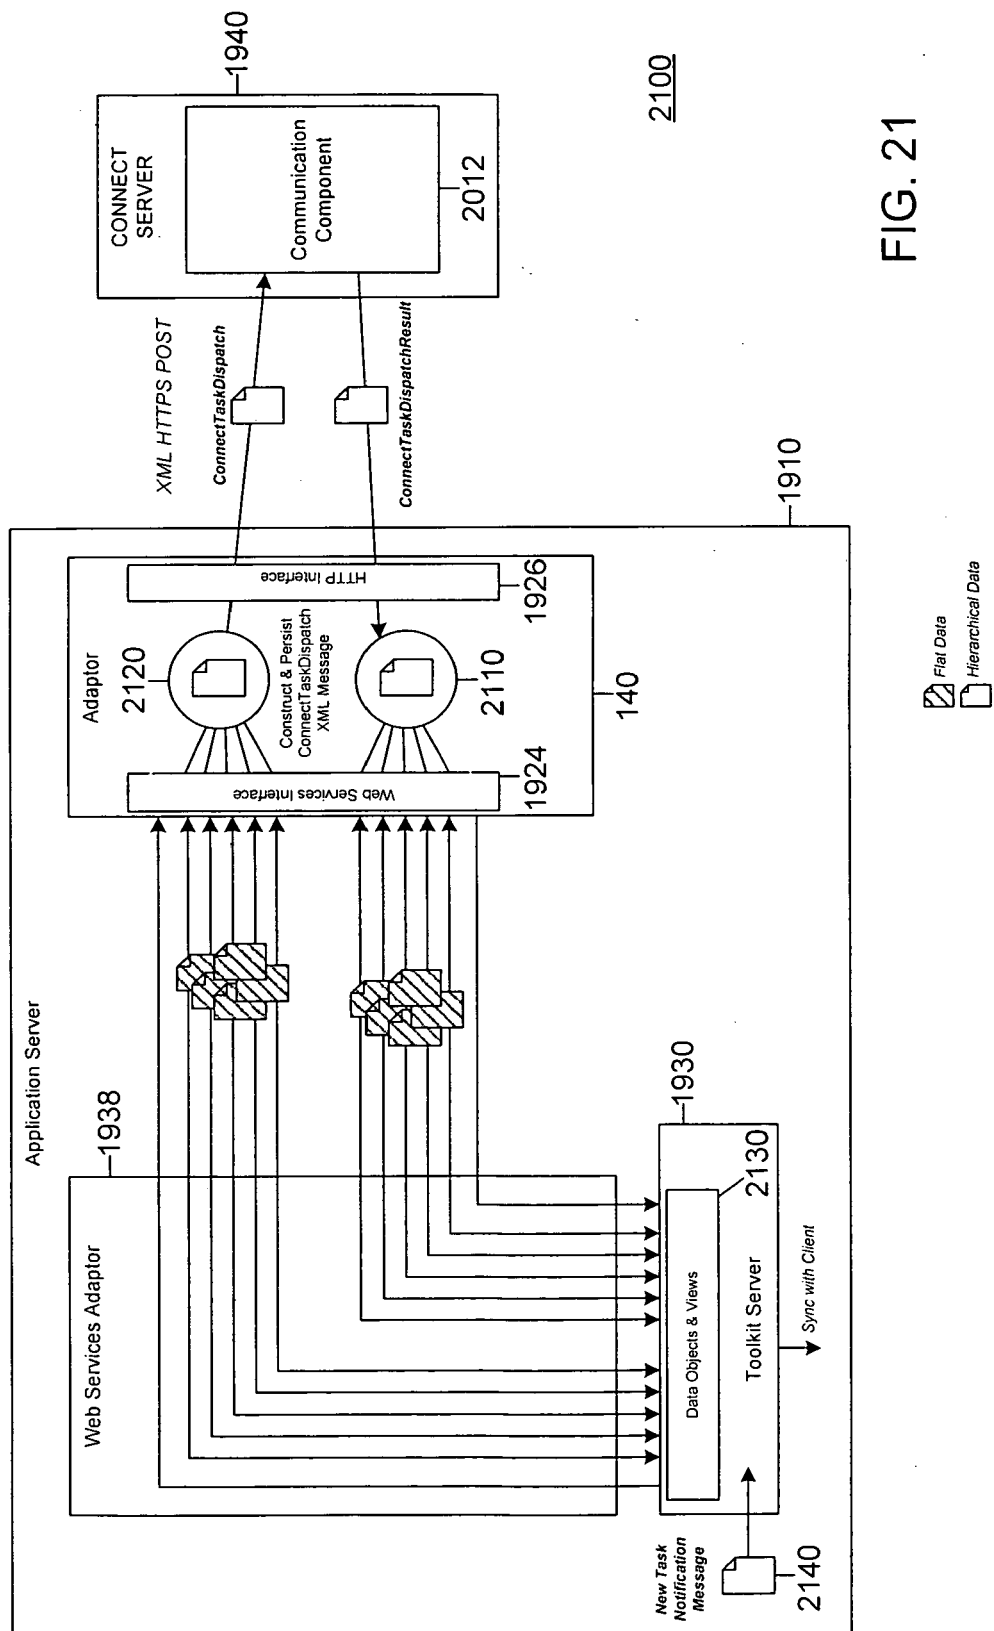 Application Server
1938
Web Services Adaptor
New Task
Notification
Message
2140
Data Objects & Views
2130
Toolkit Server
1930
Sync with Client
Adaptor
2120
Construct & Persist
ConnectTaskDispatch
XML Message
2110
Web Services Interface
1924
HTTP Interface
1926
140
1910
XML HTTPS POST
ConnectTaskDispatch
ConnectTaskDispatchResult
CONNECT
SERVER
1940
Communication
Component
2012
2100
Flat Data
Hierarchical Data
FIG. 21